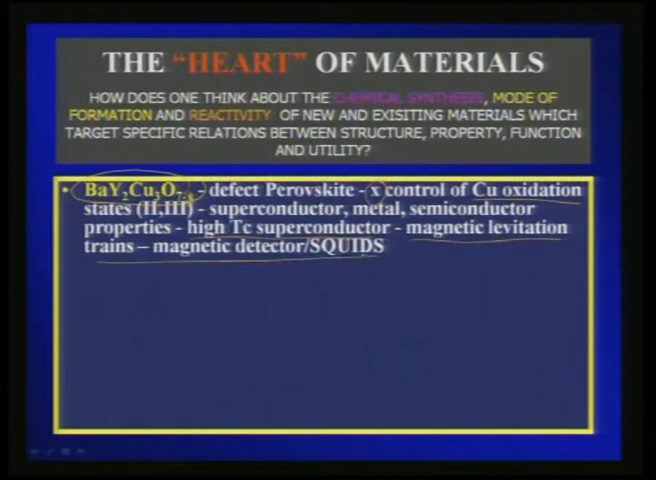 THE "HEART" OF MATERIALS
HOW DOES ONE THINK ABOUT THE CHEMICAL SYNTHESIS, MODE OF
FORMATION AND REACTIVITY OF NEW AND EXISITING MATERIALS WHICH
TARGET SPECIFIC RELATIONS BETWEEN STRUCTURE, PROPERTY, FUNCTION
AND UTILITY?
• BaY₂Cu₃O₇₋ₓ - defect Perovskite - x control of Cu oxidation
states (II,III) - superconductor, metal, semiconductor
properties - high Tc superconductor - magnetic levitation
trains – magnetic detector/SQUIDS